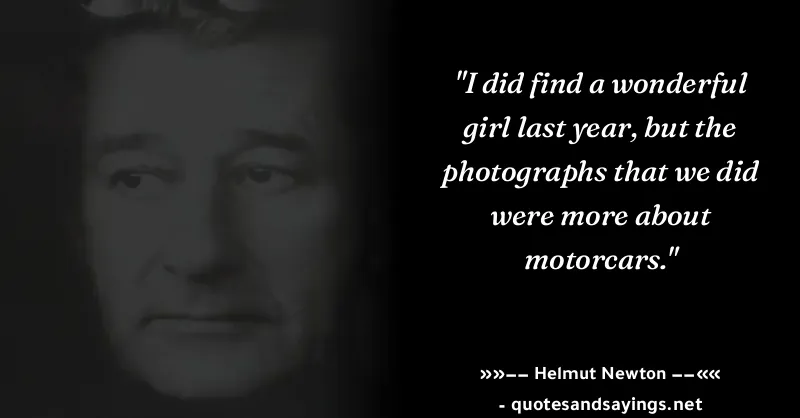 "I did find a wonderful
girl last year, but the
photographs that we did
were more about
motorcars."
»»–– Helmut Newton ––««
- quotesandsayings.net